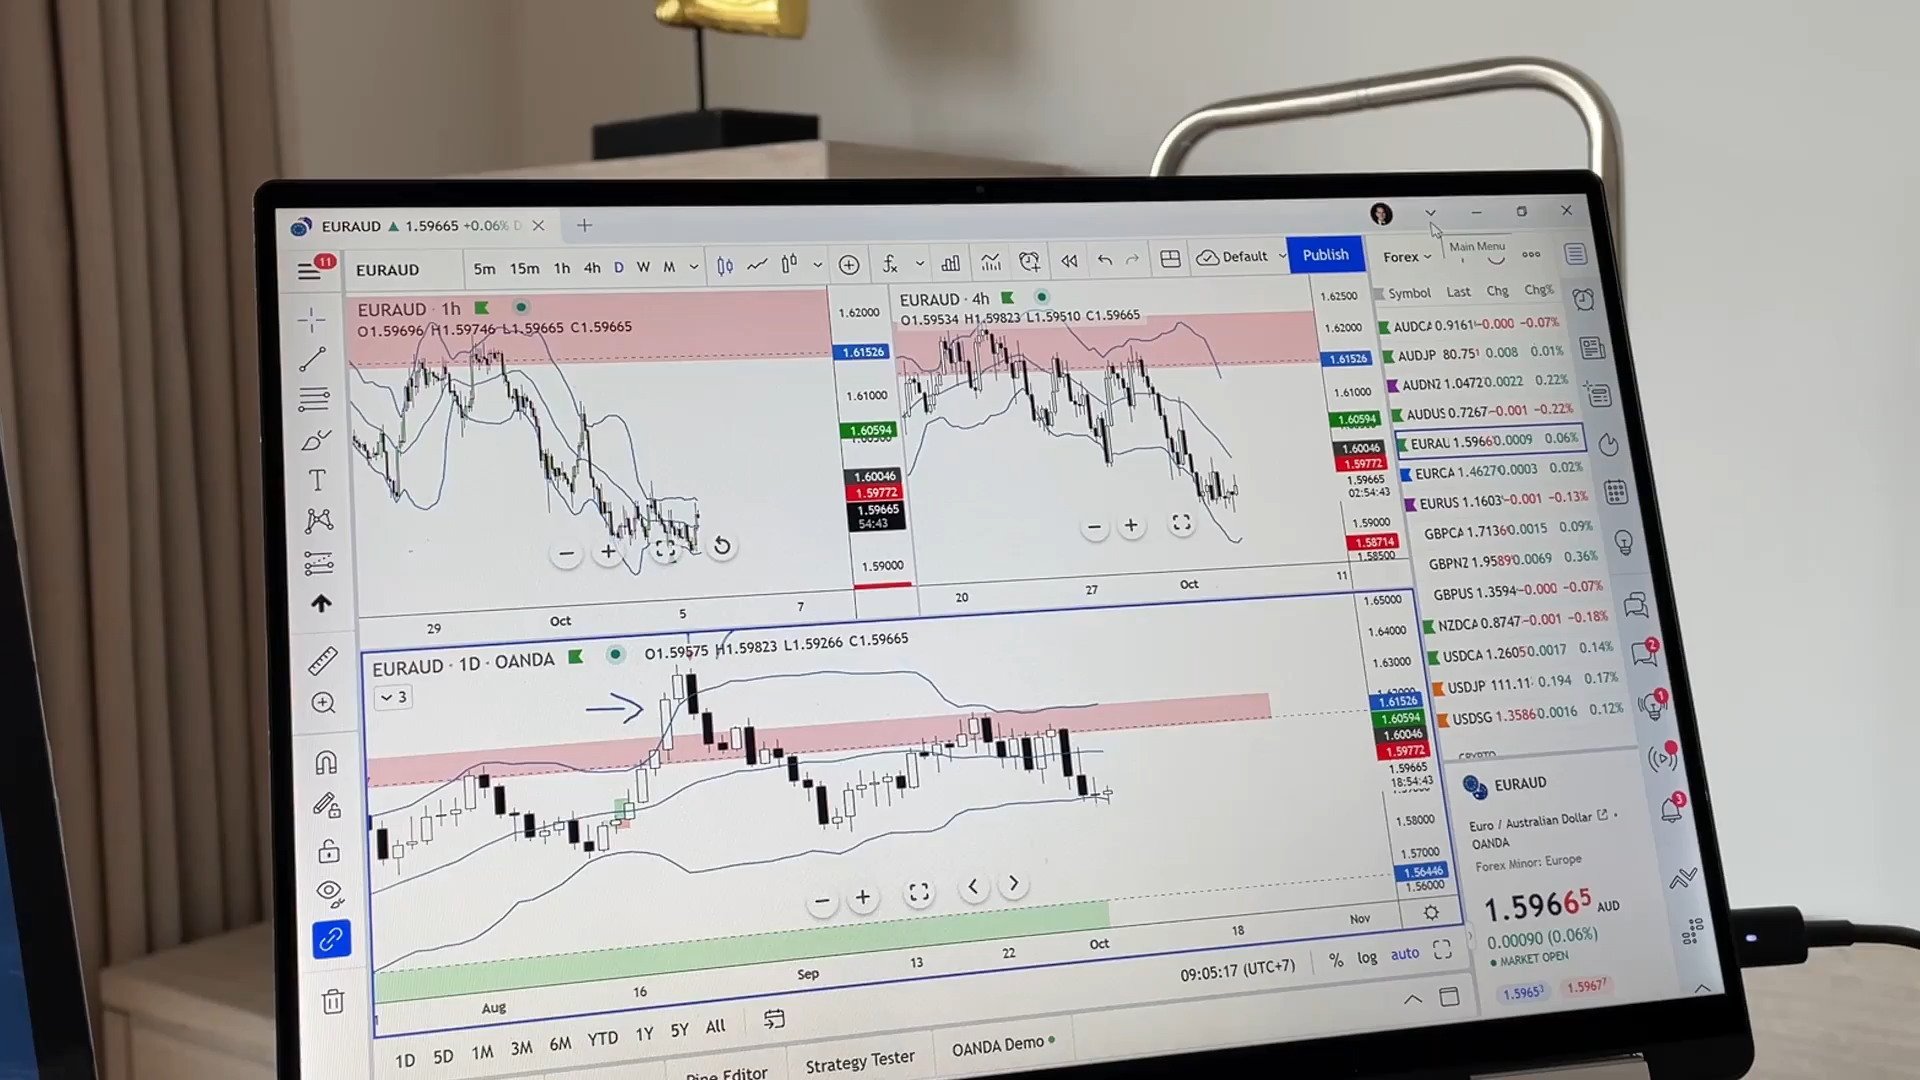 EURAUD ▲ 1.59665 +0.06% D
Main Menu
11
EURAUD 5m 15m 1h 4h D W M Default Publish
Forex
Symbol Last Chg Chg%
EURAUD · 1h
O1.59696 H1.59746 L1.59665 C1.59665
1.62000
1.61526
1.61000
1.60594
1.60046
1.59772
1.59665
54:43
1.59000
29 Oct 5 7
EURAUD · 4h
O1.59534 H1.59823 L1.59510 C1.59665
1.62500
1.62000
1.61526
1.61000
1.60594
1.60046
1.59772
1.59665
02:54:43
1.59000
1.58714
1.58500
20 27 Oct 11
EURAUD · 1D · OANDA
O1.59575 H1.59823 L1.59266 C1.59665
3
1.65000
1.64000
1.63000
1.61526
1.60594
1.60046
1.59772
1.59665
18:54:43
1.58000
1.57000
1.56446
1.56000
Aug 16 Sep 13 22 Oct 18 Nov
09:05:17 (UTC+7) % log auto
1D 5D 1M 3M 6M YTD 1Y 5Y All
Pine Editor Strategy Tester OANDA Demo
AUDCA 0.9161 -0.000 -0.07%
AUDJP 80.75 0.008 0.01%
AUDNZ 1.0472 0.0022 0.22%
AUDUS 0.7267 -0.001 -0.22%
EURAU 1.5966 0.0009 0.06%
EURCA 1.4627 0.0003 0.02%
EURUS 1.1603 -0.001 -0.13%
GBPCA 1.7136 0.0015 0.09%
GBPNZ 1.9589 0.0069 0.36%
GBPUS 1.3594 -0.000 -0.07%
NZDCA 0.8747 -0.001 -0.18%
USDCA 1.2605 0.0017 0.14%
USDJP 111.11 0.194 0.17%
USDSG 1.3586 0.0016 0.12%
CRYPTO
EURAUD
Euro / Australian Dollar
OANDA
Forex Minor: Europe
1.59665 AUD
0.00090 (0.06%)
MARKET OPEN
1.59653 1.59677
2
1
3